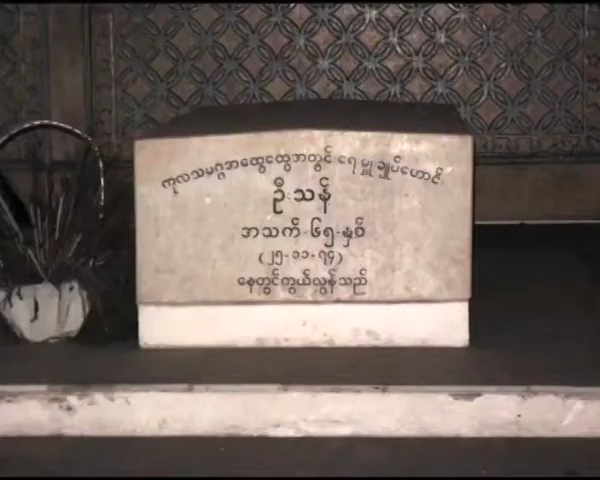 ကုလသမဂ္ဂအထွေထွေအတွင်းရေးမှူးချုပ်ဟောင်း
ဦးသန့်
အသက် ၆၅ နှစ်
(၂၅-၁၁-၇၄)
နေ့တွင်ကွယ်လွန်သည်